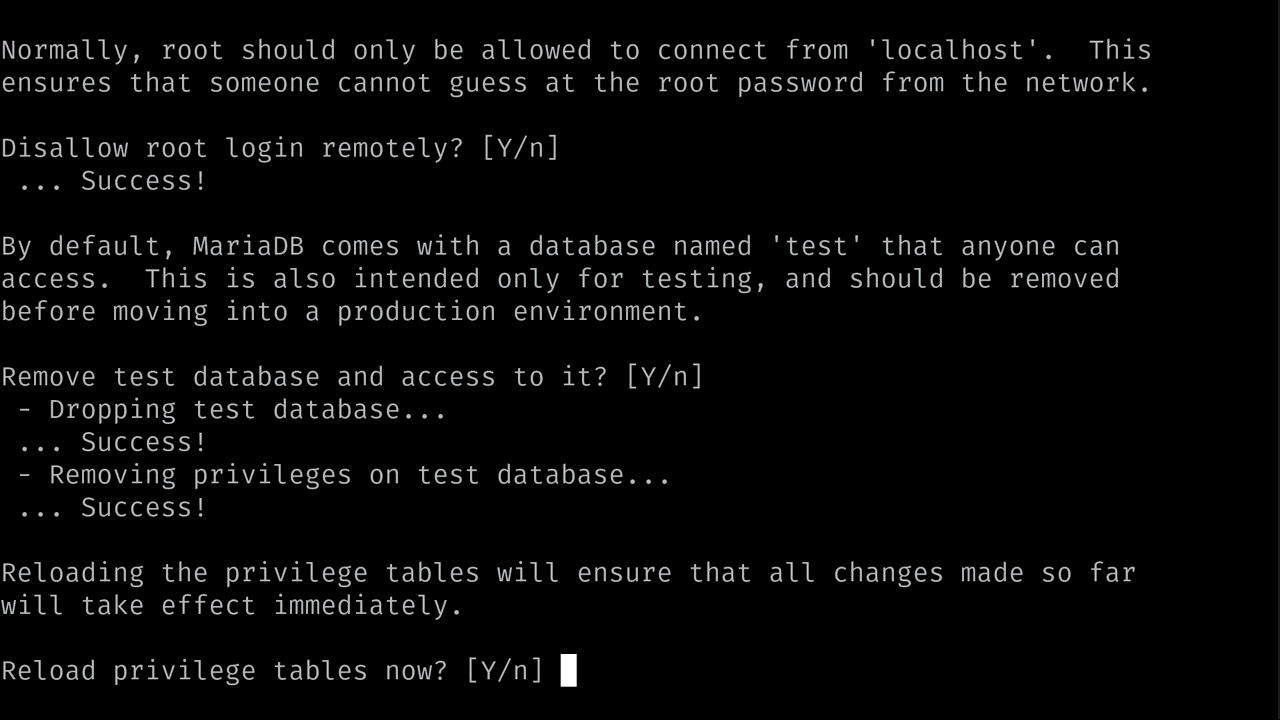 Normally, root should only be allowed to connect from 'localhost'.  This
ensures that someone cannot guess at the root password from the network.
Disallow root login remotely? [Y/n]
 ... Success!
By default, MariaDB comes with a database named 'test' that anyone can
access.  This is also intended only for testing, and should be removed
before moving into a production environment.
Remove test database and access to it? [Y/n]
 - Dropping test database...
 ... Success!
 - Removing privileges on test database...
 ... Success!
Reloading the privilege tables will ensure that all changes made so far
will take effect immediately.
Reload privilege tables now? [Y/n]